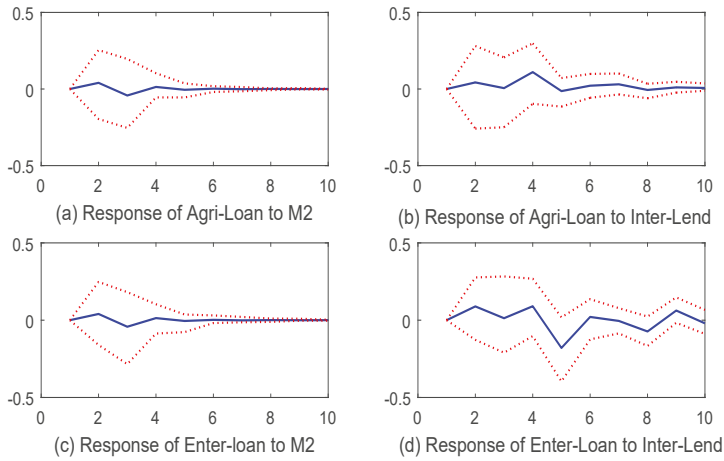 0.5
0
-0.5
0 2 4 6 8 10
(a) Response of Agri-Loan to M2
0.5
0
-0.5
0 2 4 6 8 10
(b) Response of Agri-Loan to Inter-Lend
0.5
0
-0.5
0 2 4 6 8 10
(c) Response of Enter-loan to M2
0.5
0
-0.5
0 2 4 6 8 10
(d) Response of Enter-Loan to Inter-Lend